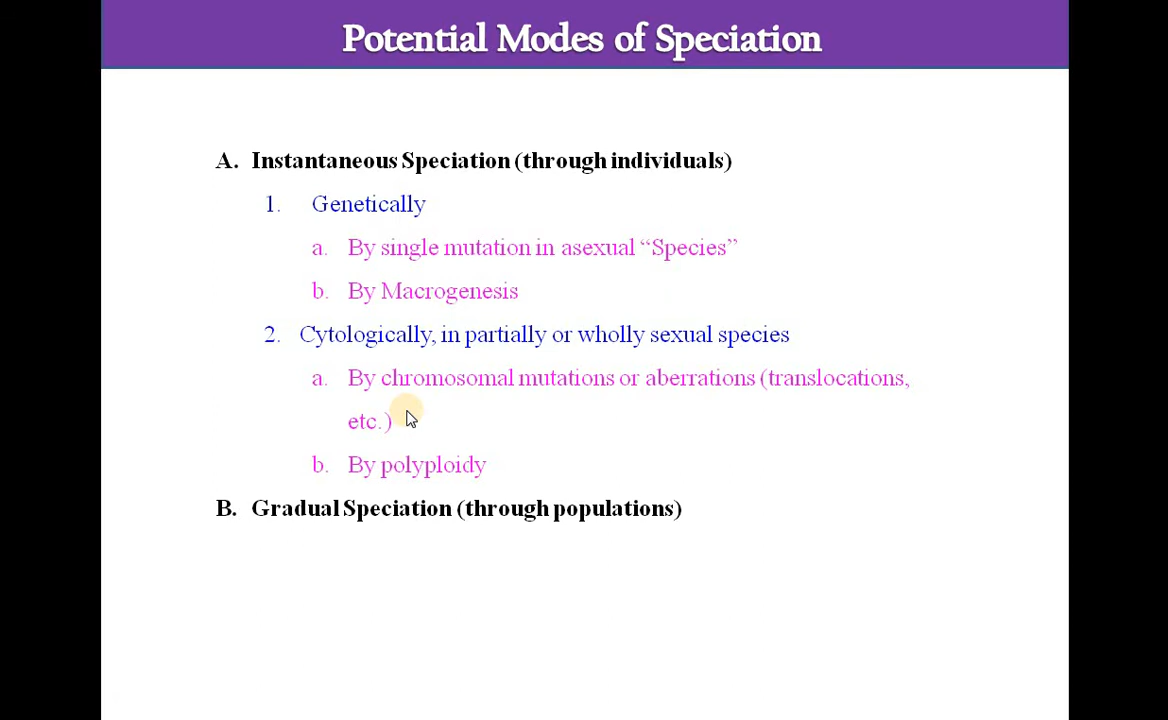 Potential Modes of Speciation
A. Instantaneous Speciation (through individuals)
1. Genetically
a. By single mutation in asexual “Species”
b. By Macrogenesis
2. Cytologically, in partially or wholly sexual species
a. By chromosomal mutations or aberrations (translocations,
etc.)
b. By polyploidy
B. Gradual Speciation (through populations)